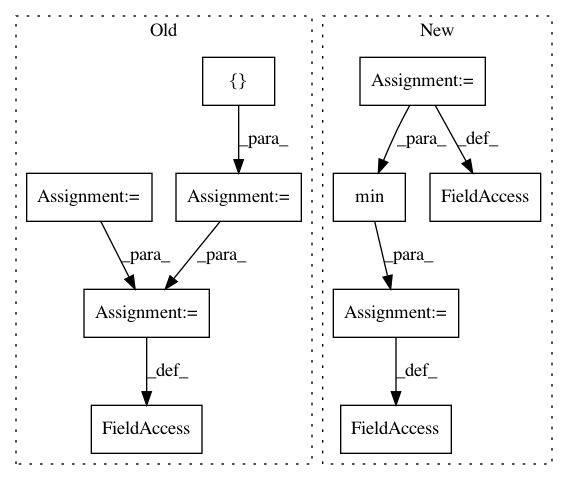 Old
New
{}
Assignment:=
_para_
_para_
_def_
Assignment:=
Assignment:=
min
FieldAccess
_para_
_para_
_para_
Assignment:=
Assignment:=
_def_
_def_
FieldAccess
FieldAccess